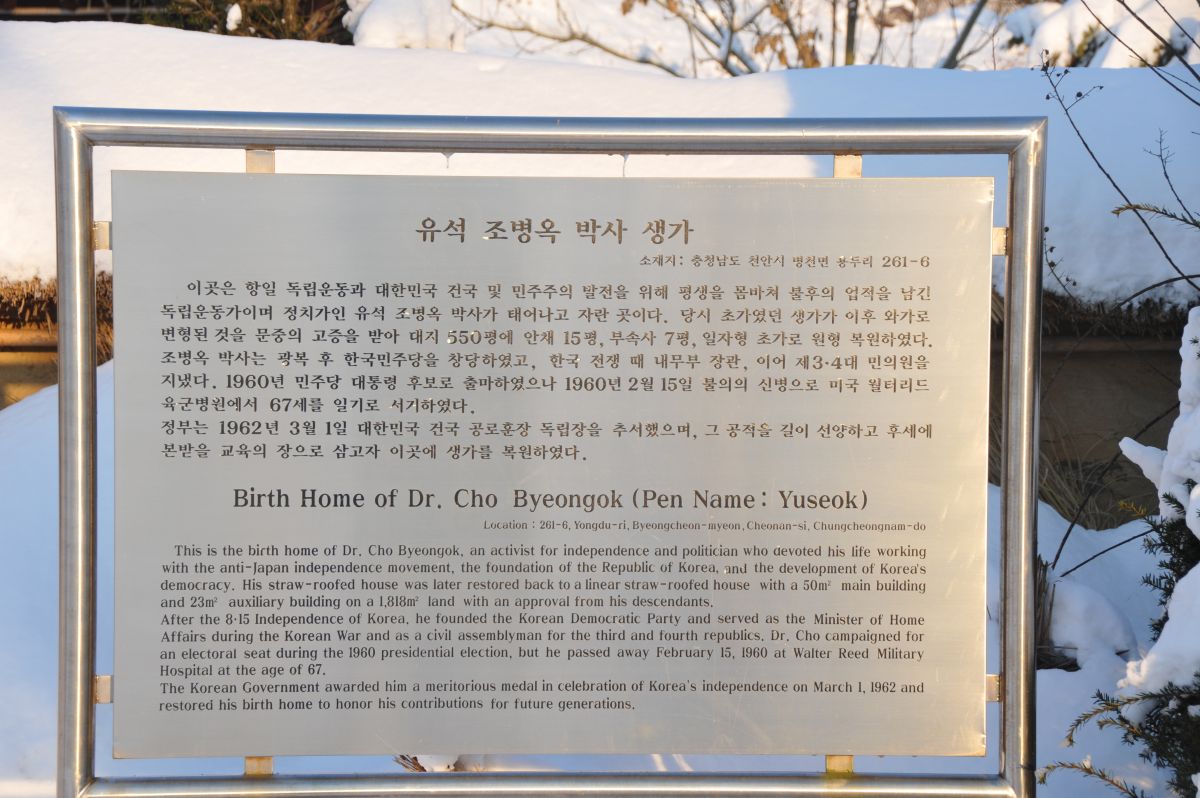 유석 조병옥 박사 생가
소재지: 충청남도 천안시 병천면 용두리 261-6
이곳은 항일 독립운동과 대한민국 건국 및 민주주의 발전을 위해 평생을 몸바쳐 불후의 업적을 남긴
독립운동가이며 정치가인 유석 조병옥 박사가 태어나고 자란 곳이다. 당시 초가였던 생가가 이후 와가로
변형된 것을 문중의 고증을 받아 대지 550평에 안채 15평, 부속사 7평, 일자형 초가로 원형 복원하였다.
조병옥 박사는 광복 후 한국민주당을 창당하였고, 한국 전쟁 때 내무부 장관, 이어 제3·4대 민의원을
지냈다. 1960년 민주당 대통령 후보로 출마하였으나 1960년 2월 15일 불의의 신병으로 미국 월터리드
육군병원에서 67세를 일기로 서거하였다.
정부는 1962년 3월 1일 대한민국 건국 공로훈장 독립장을 추서했으며, 그 공적을 길이 선양하고 후세에
본받을 교육의 장으로 삼고자 이곳에 생가를 복원하였다.
Birth Home of Dr. Cho Byeongok (Pen Name: Yuseok)
Location : 261-6, Yongdu-ri, Byeongcheon-myeon, Cheonan-si, Chungcheongnam-do
This is the birth home of Dr. Cho Byeongok, an activist for independence and politician who devoted his life working
with the anti-Japan independence movement, the foundation of the Republic of Korea, and the development of Korea's
democracy. His straw-roofed house was later restored back to a linear straw-roofed house with a 50m² main building
and 23m² auxiliary building on a 1,818m² land with an approval from his descendants.
After the 8·15 Independence of Korea, he founded the Korean Democratic Party and served as the Minister of Home
Affairs during the Korean War and as a civil assemblyman for the third and fourth republics. Dr. Cho campaigned for
an electoral seat during the 1960 presidential election, but he passed away February 15, 1960 at Walter Reed Military
Hospital at the age of 67.
The Korean Government awarded him a meritorious medal in celebration of Korea's independence on March 1, 1962 and
restored his birth home to honor his contributions for future generations.